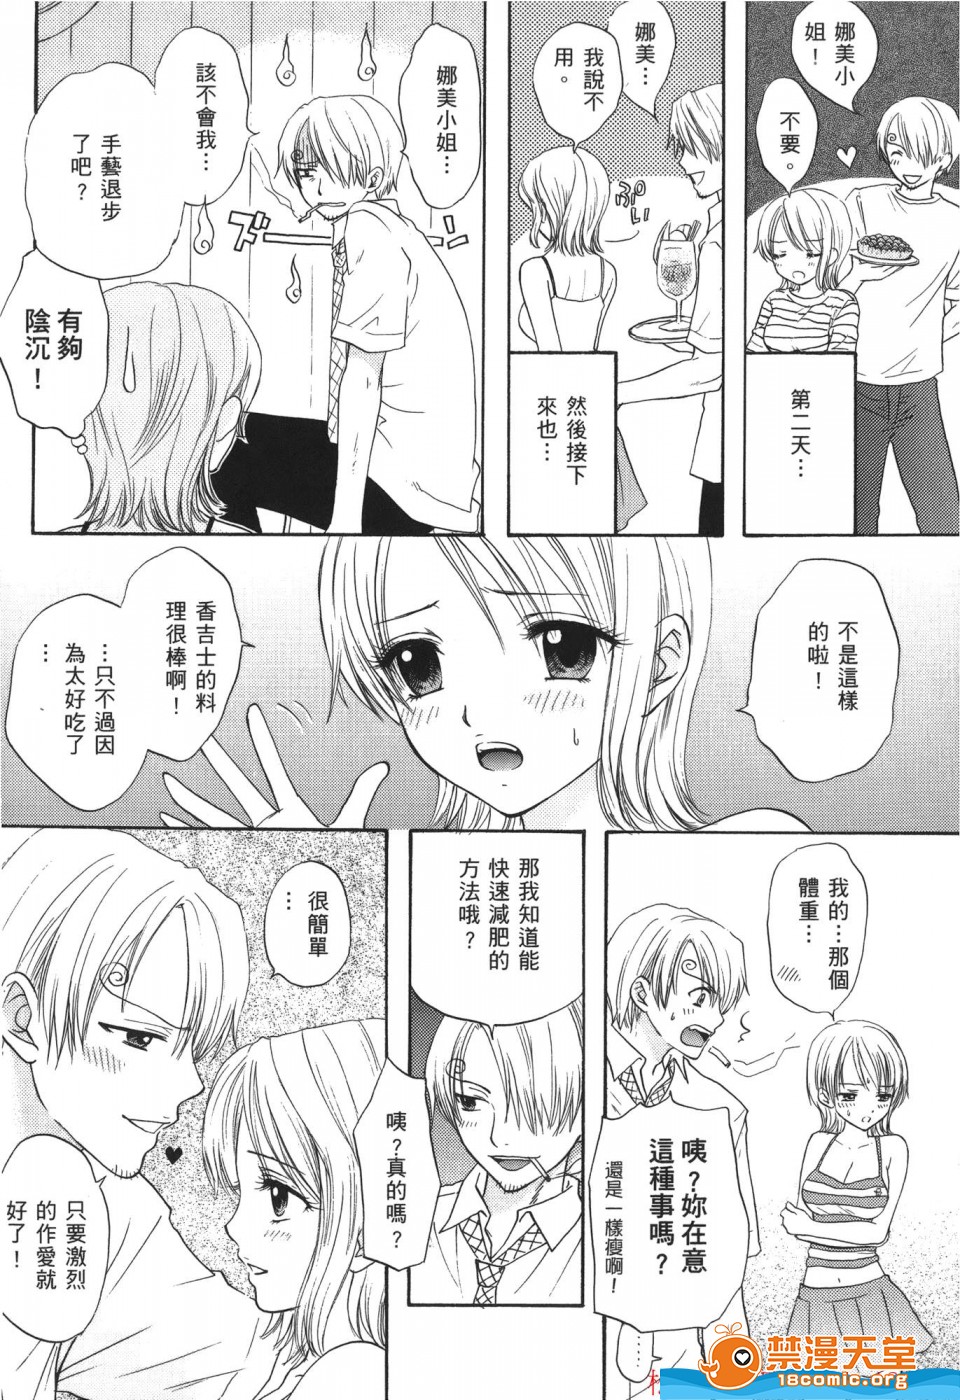 娜美小
姐！
不要。
第二天…
娜美…
我說不
用。
ぷい
然後接下
來也…
娜美小姐…
該不會我…
手藝退步
了吧？
ズーン
有夠
陰沉！
不是這樣
的啦！
香吉士的料
理很棒啊！
…只不過因
為太好吃了
…
我的…那個
體重…
咦？妳在意
這種事嗎？
還是一樣瘦啊！
…
那我知道能
快速減肥的
方法哦？
咦？真的嗎？
很簡單
…
只要激烈
的作愛就
好了！
禁漫天堂
18comic.org